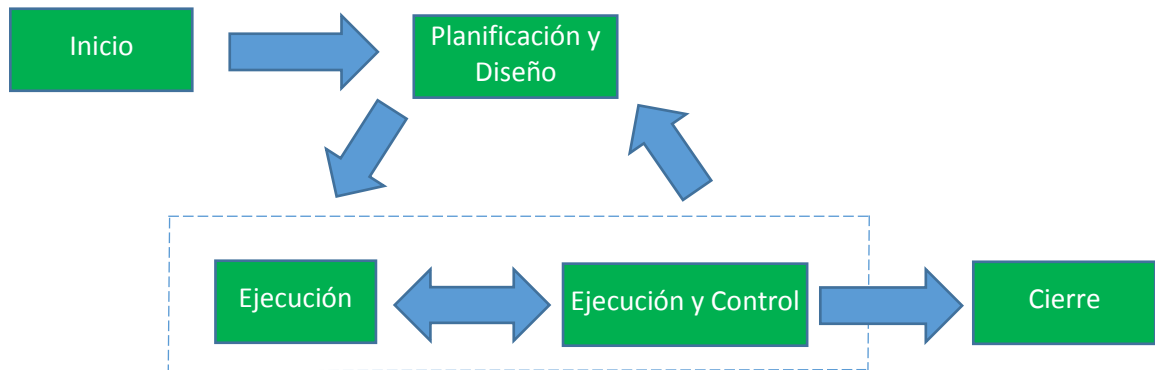 Inicio
Planificación y
Diseño
Ejecución
Ejecución y Control
Cierre